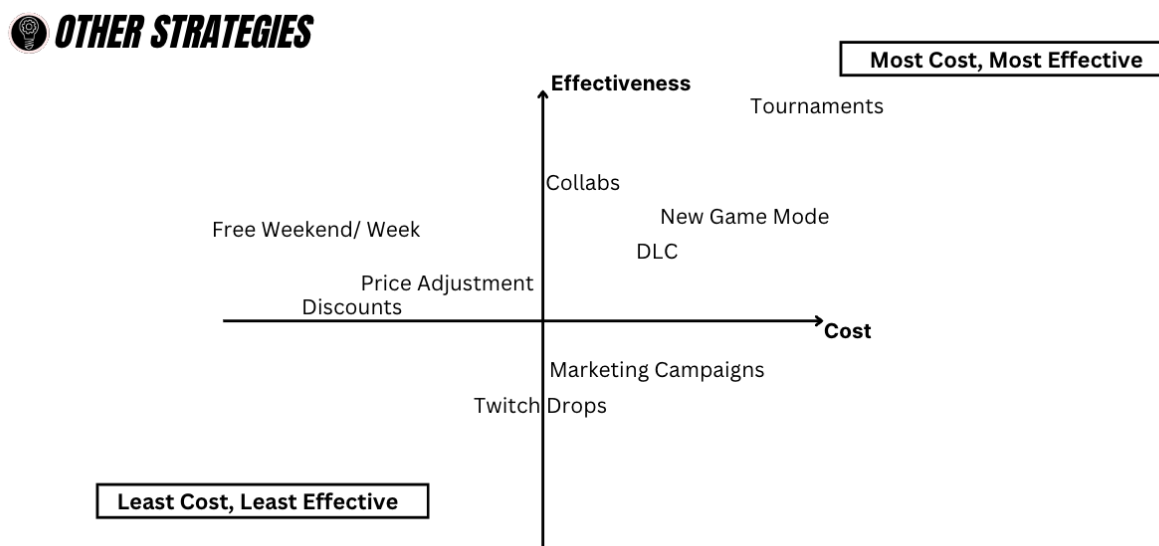 OTHER STRATEGIES
Most Cost, Most Effective
Effectiveness
Tournaments
Collabs
New Game Mode
Free Weekend/ Week
DLC
Price Adjustment
Discounts
Cost
Marketing Campaigns
Twitch Drops
Least Cost, Least Effective